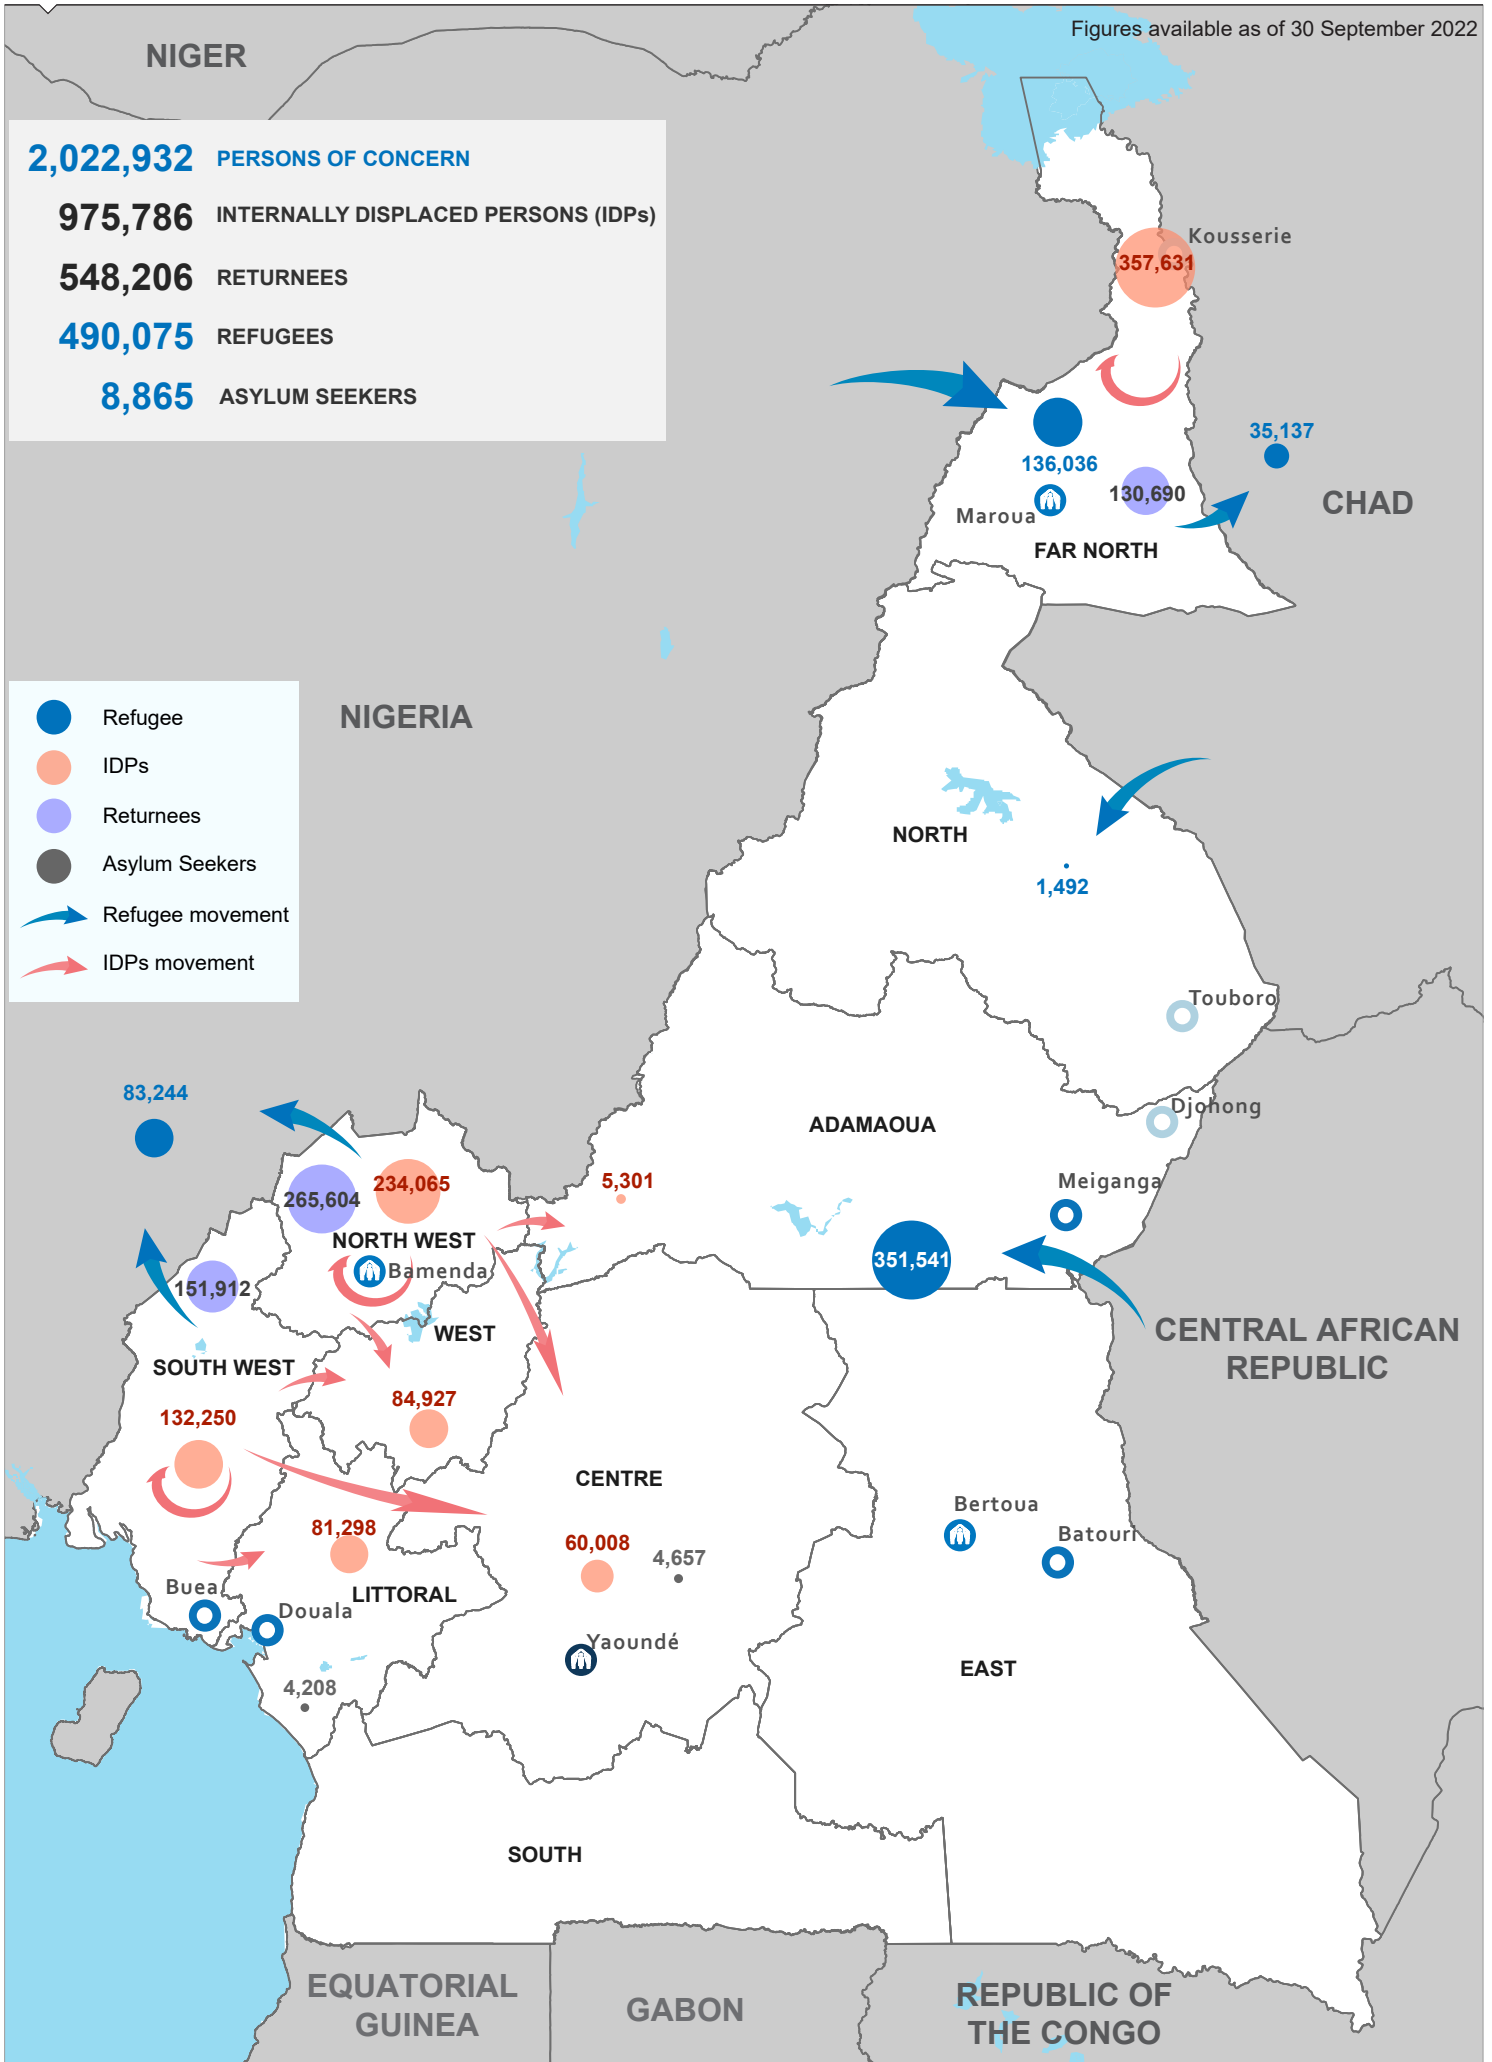 Figures available as of 30 September 2022
NIGER
2,022,932 PERSONS OF CONCERN
975,786 INTERNALLY DISPLACED PERSONS (IDPs)
548,206 RETURNEES
490,075 REFUGEES
8,865 ASYLUM SEEKERS
Kousserie
357,631
35,137
136,036
130,690
CHAD
Maroua
FAR NORTH
Refugee
IDPs
Returnees
Asylum Seekers
Refugee movement
IDPs movement
NIGERIA
NORTH
1,492
Touboro
83,244
Djohong
ADAMAOUA
5,301
Meiganga
234,065
265,604
NORTH WEST
Bamenda
351,541
151,912
CENTRAL AFRICAN
REPUBLIC
WEST
SOUTH WEST
84,927
132,250
CENTRE
Bertoua
81,298
60,008
4,657
Batouri
Buea
LITTORAL
Douala
Yaoundé
EAST
4,208
SOUTH
EQUATORIAL
GUINEA
GABON
REPUBLIC OF
THE CONGO